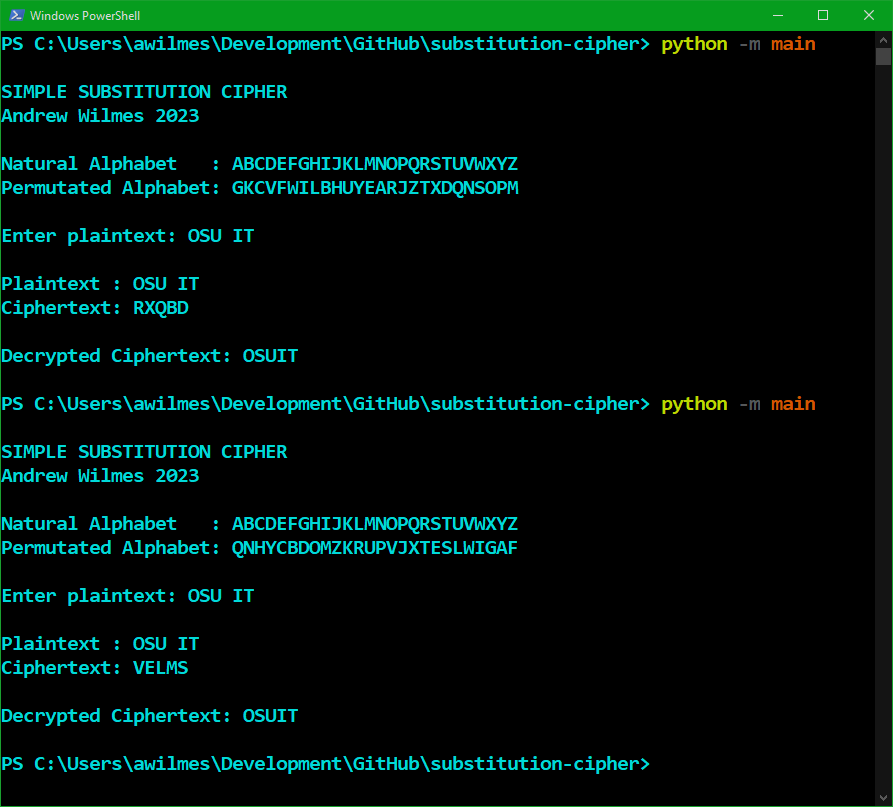 Windows PowerShell
PS C:\Users\awilmes\Development\GitHub\substitution-cipher> python -m main
SIMPLE SUBSTITUTION CIPHER
Andrew Wilmes 2023
Natural Alphabet   : ABCDEFGHIJKLMNOPQRSTUVWXYZ
Permutated Alphabet: GKCVFWILBHUYEARJZTXDQNSOPM
Enter plaintext: OSU IT
Plaintext : OSU IT
Ciphertext: RXQBD
Decrypted Ciphertext: OSUIT
PS C:\Users\awilmes\Development\GitHub\substitution-cipher> python -m main
SIMPLE SUBSTITUTION CIPHER
Andrew Wilmes 2023
Natural Alphabet   : ABCDEFGHIJKLMNOPQRSTUVWXYZ
Permutated Alphabet: QNHYCBDOMZKRUPVJXTESLWIGAF
Enter plaintext: OSU IT
Plaintext : OSU IT
Ciphertext: VELMS
Decrypted Ciphertext: OSUIT
PS C:\Users\awilmes\Development\GitHub\substitution-cipher>